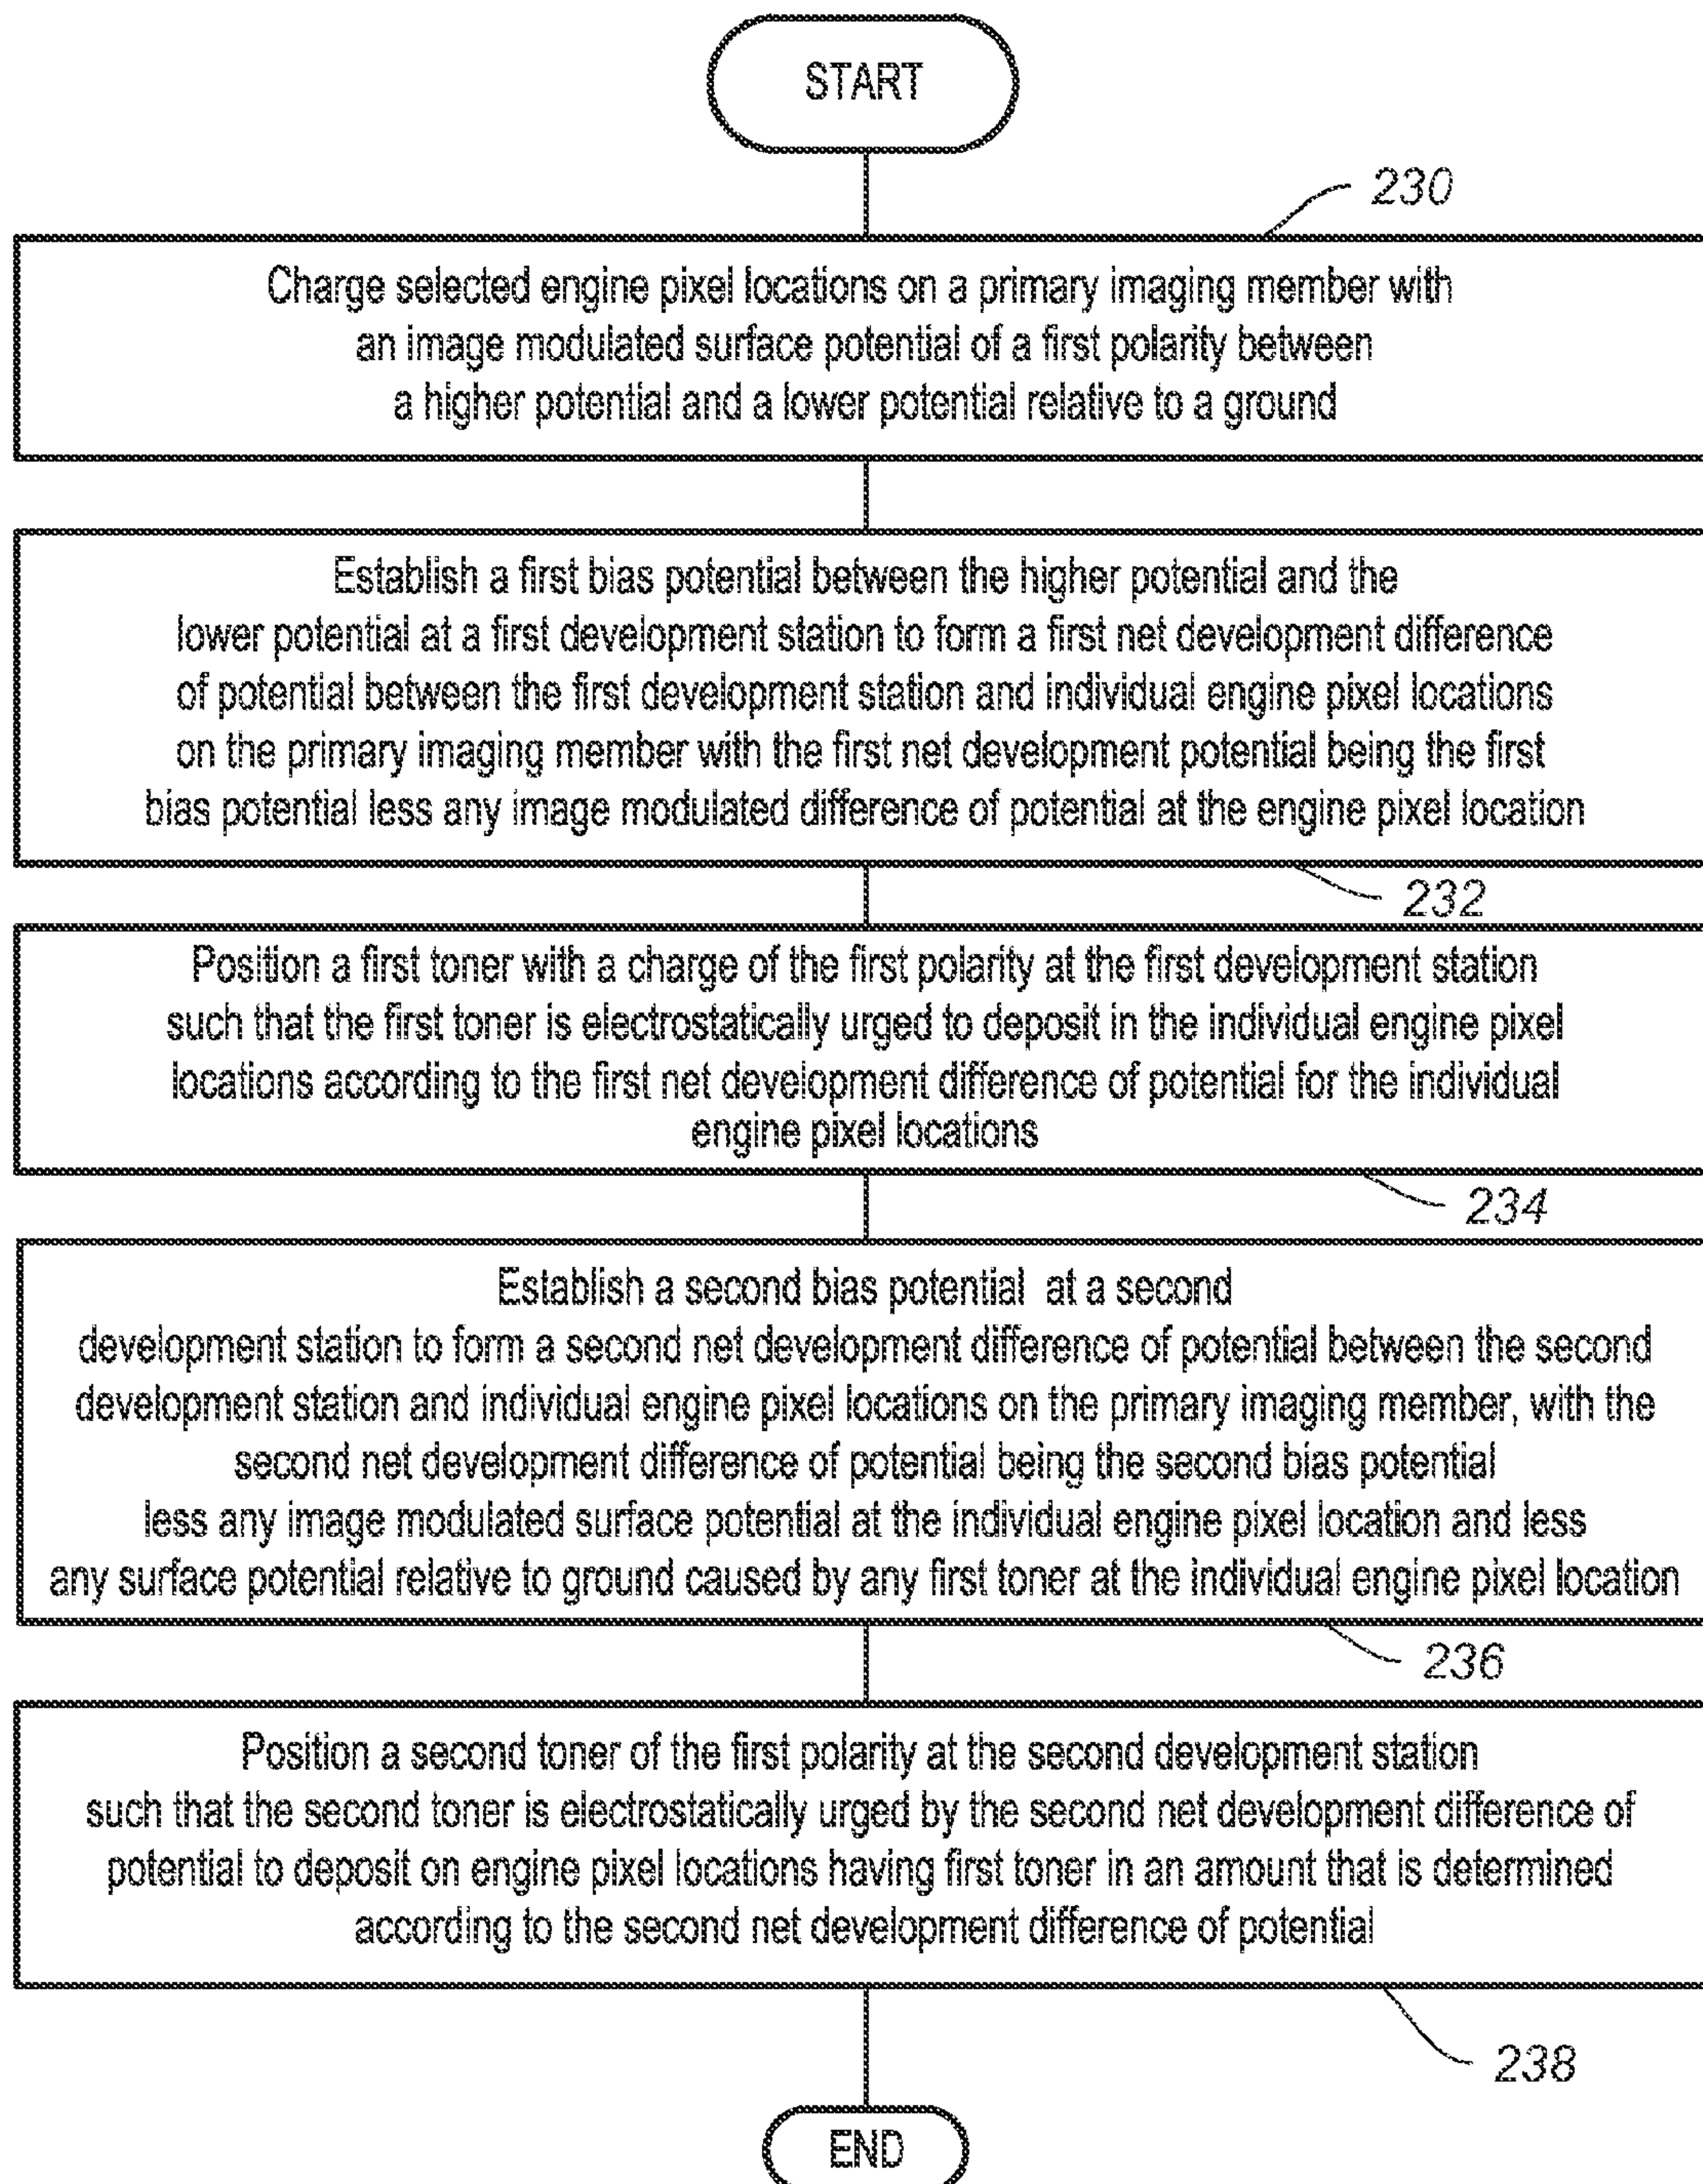 START
230
Charge selected engine pixel locations on a primary imaging member with
an image modulated surface potential of a first polarity between
a higher potential and a lower potential relative to a ground
Establish a first bias potential between the higher potential and the
lower potential at a first development station to form a first net development difference
of potential between the first development station and individual engine pixel locations
on the primary imaging member with the first net development potential being the first
bias potential less any image modulated difference of potential at the engine pixel location
232
Position a first toner with a charge of the first polarity at the first development station
such that the first toner is electrostatically urged to deposit in the individual engine pixel
locations according to the first net development difference of potential for the individual
engine pixel locations
234
Establish a second bias potential at a second
development station to form a second net development difference of potential between the second
development station and individual engine pixel locations on the primary imaging member, with the
second net development difference of potential being the second bias potential
less any image modulated surface potential at the individual engine pixel location and less
any surface potential relative to ground caused by any first toner at the individual engine pixel location
236
Position a second toner of the first polarity at the second development station
such that the second toner is electrostatically urged by the second net development difference of
potential to deposit on engine pixel locations having first toner in an amount that is determined
according to the second net development difference of potential
238
END